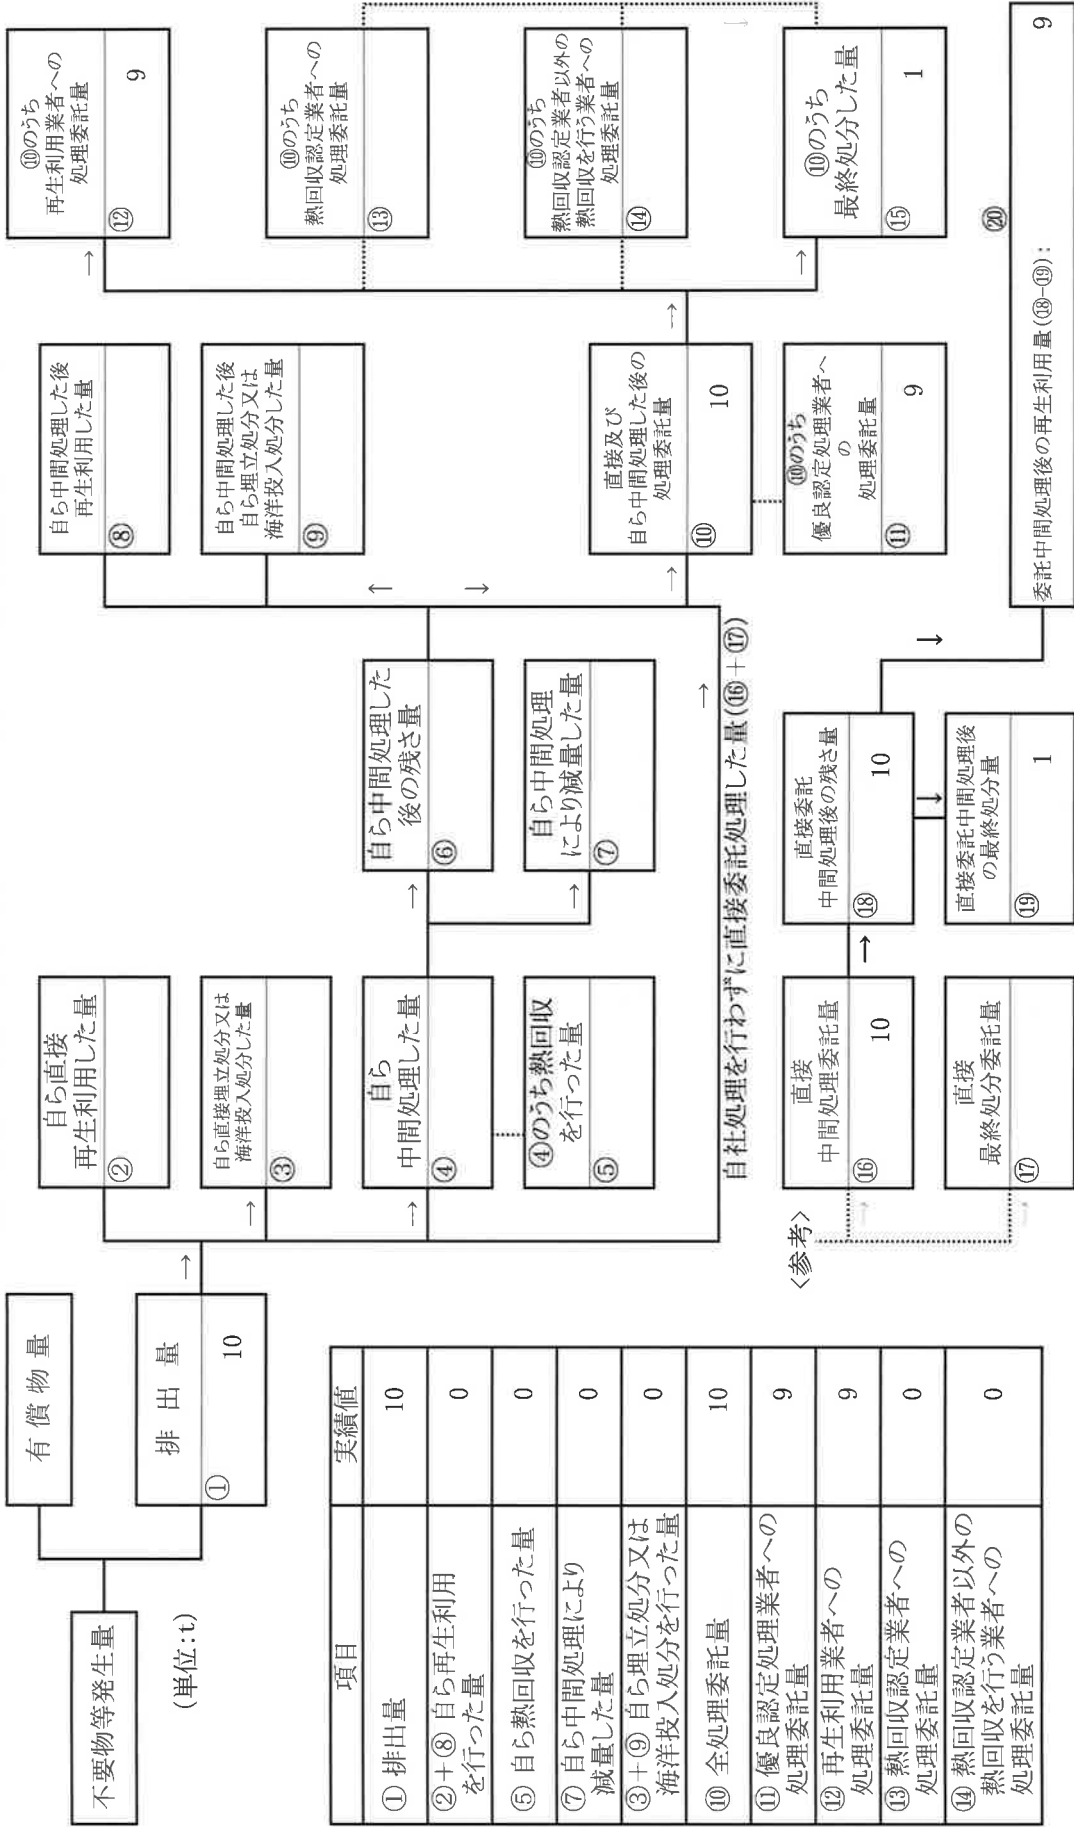 不要物等発生量
有償物量
排出量
① 10
(単位:t)
自ら直接
再生利用した量
②
自ら直接埋立処分又は
海洋投入処分した量
③
自ら
中間処理した量
④
④のうち熱回収
を行った量
⑤
自ら中間処理した
後の残さ量
⑥
自ら中間処理
により減量した量
⑦
自ら中間処理した後
再生利用した量
⑧
自ら中間処理した後
自ら埋立処分又は
海洋投入処分した量
⑨
直接及び
自ら中間処理した後の
処理委託量
⑩ 10
⑩のうち
優良認定処理業者へ
の
処理委託量
⑪ 9
⑩のうち
再生利用業者への
処理委託量
⑫ 9
⑩のうち
熱回収認定業者への
処理委託量
⑬
⑩のうち
熱回収認定業者以外の
熱回収を行う業者への
処理委託量
⑭
⑩のうち
最終処分した量
⑮ 1
自社処理を行わずに直接委託処理した量(⑯+⑰)
<参考>
直接
中間処理委託量
⑯ 10
直接
最終処分委託量
⑰
直接委託
中間処理後の残さ量
⑱ 10
直接委託中間処理後
の最終処分量
⑲ 1
⑳
委託中間処理後の再生利用量(⑱-⑲): 9
項目 実績値
① 排出量 10
②+⑧ 自ら再生利用
を行った量 0
⑤ 自ら熱回収を行った量 0
⑦ 自ら中間処理により
減量した量 0
③+⑨ 自ら埋立処分又は
海洋投入処分を行った量 0
⑩ 全処理委託量 10
⑪ 優良認定処理業者への
処理委託量 9
⑫ 再生利用業者への
処理委託量 9
⑬ 熱回収認定業者への
処理委託量 0
⑭ 熱回収認定業者以外の
熱回収を行う業者への
処理委託量 0